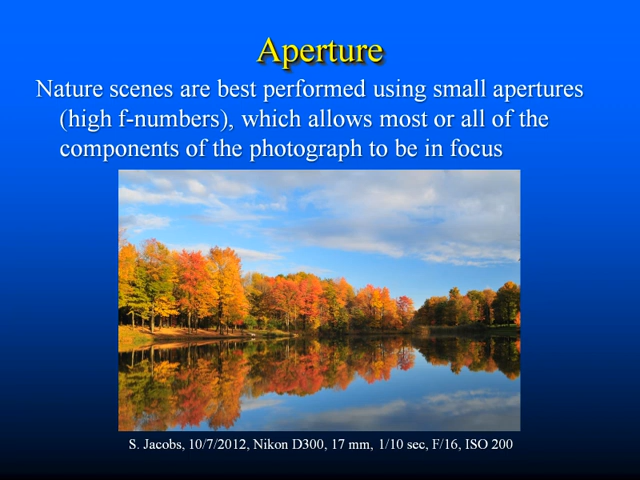 Aperture
Nature scenes are best performed using small apertures
(high f-numbers), which allows most or all of the
components of the photograph to be in focus
S. Jacobs, 10/7/2012, Nikon D300, 17 mm, 1/10 sec, F/16, ISO 200